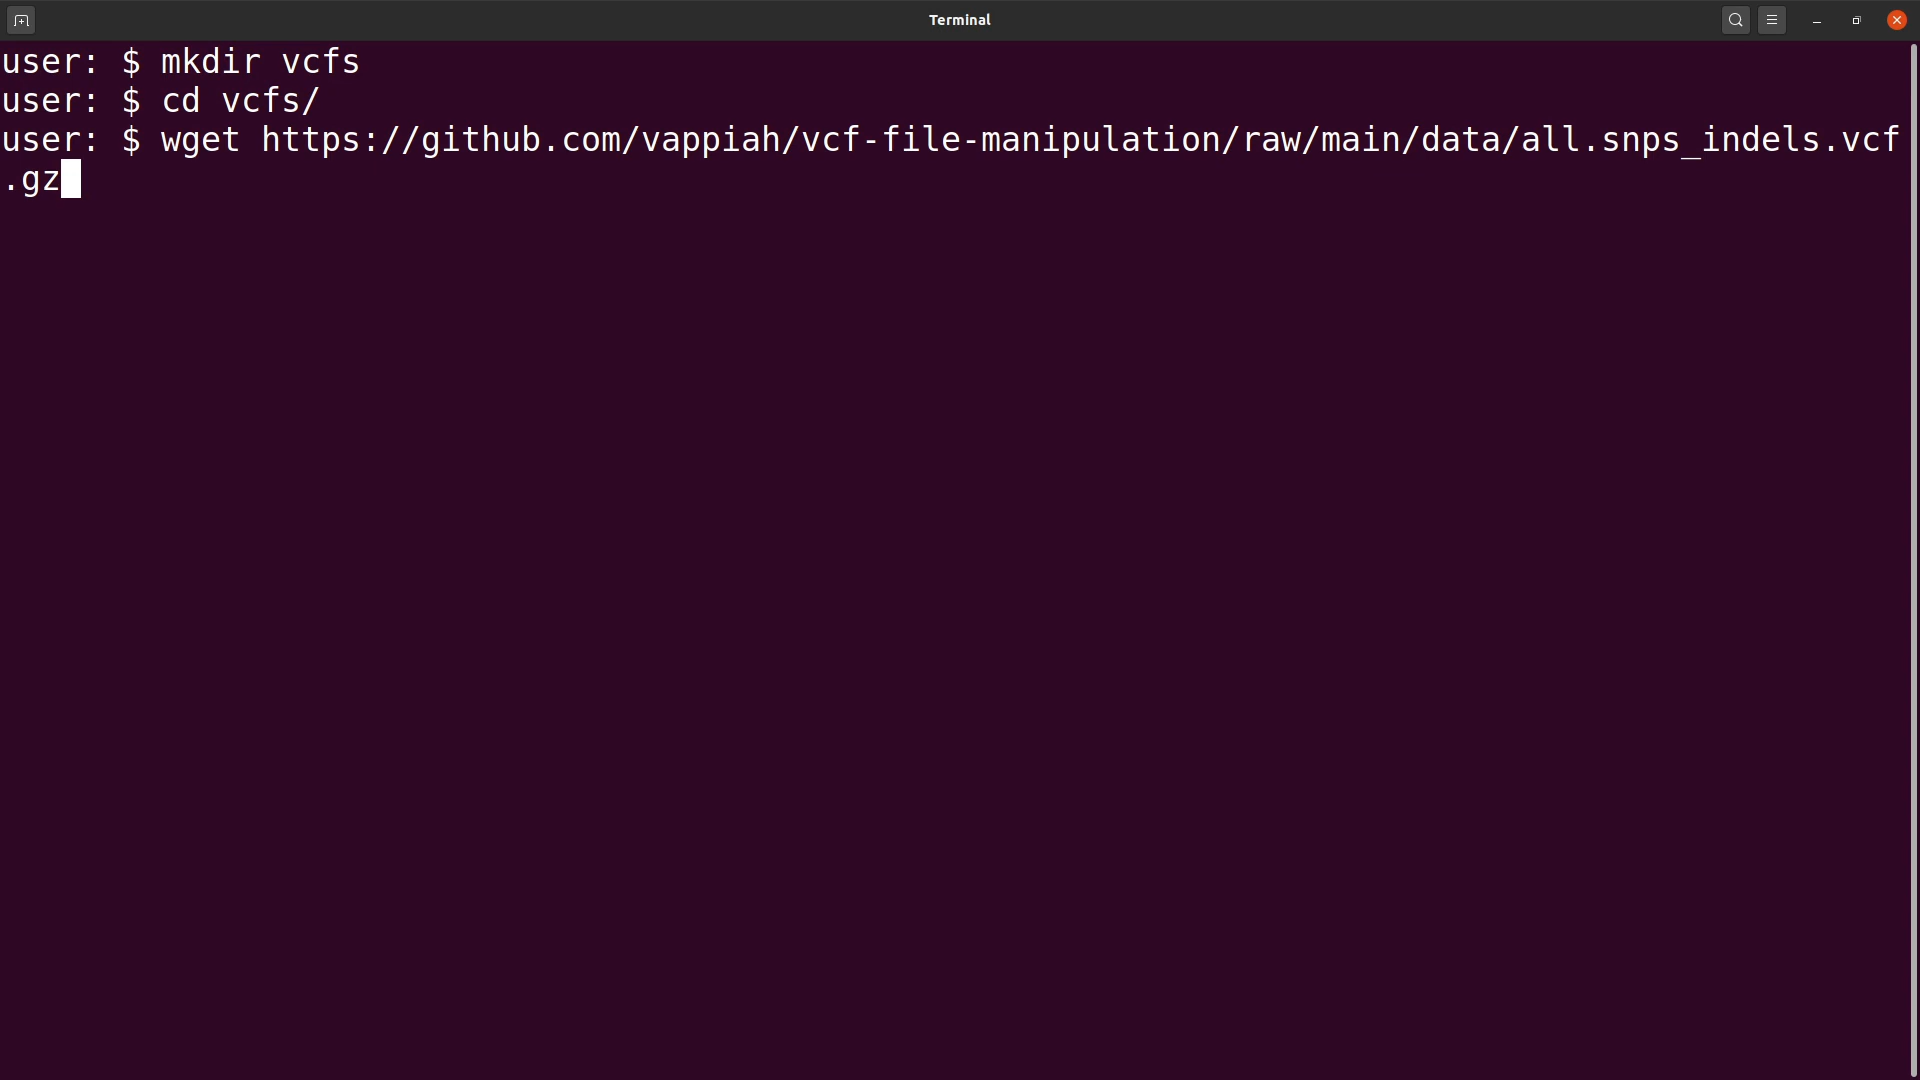 Terminal
user: $ mkdir vcfs
user: $ cd vcfs/
user: $ wget https://github.com/vappiah/vcf-file-manipulation/raw/main/data/all.snps_indels.vcf
.gz